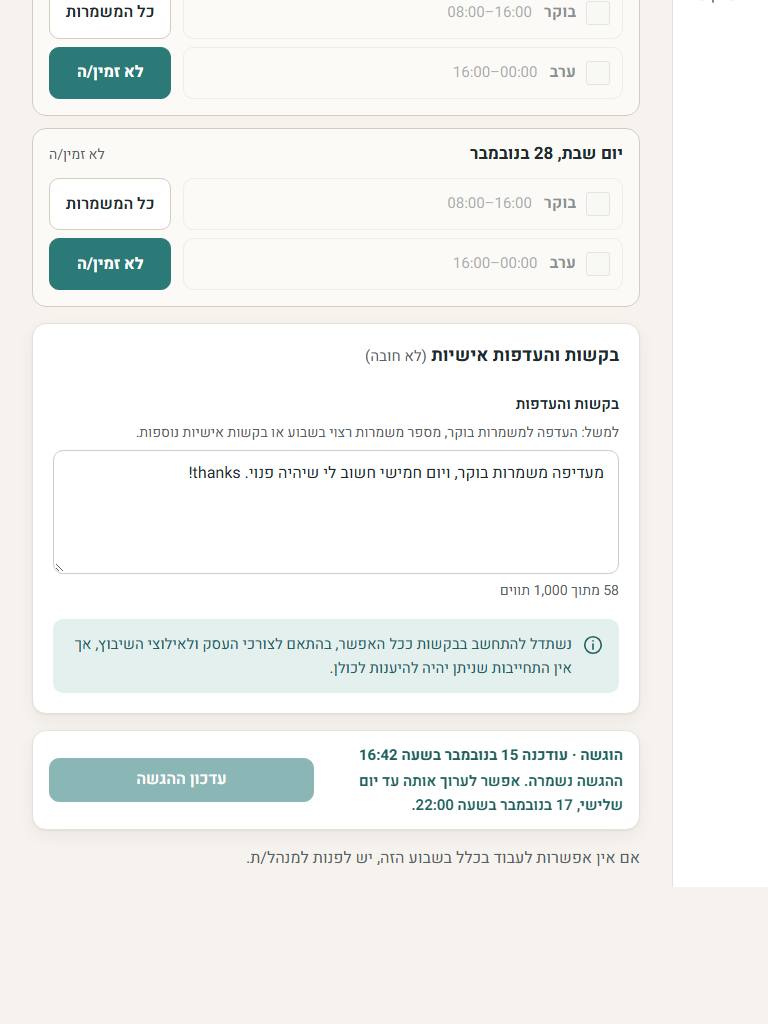 בוקר 08:00–16:00
כל המשמרות
ערב 16:00–00:00
לא זמין/ה
יום שבת, 28 בנובמבר
לא זמין/ה
בוקר 08:00–16:00
כל המשמרות
ערב 16:00–00:00
לא זמין/ה
בקשות והעדפות אישיות (לא חובה)
בקשות והעדפות
למשל: העדפה למשמרות בוקר, מספר משמרות רצוי בשבוע או בקשות אישיות נוספות.
מעדיפה משמרות בוקר, ויום חמישי חשוב לי שיהיה פנוי. thanks!
58 מתוך 1,000 תווים
נשתדל להתחשב בבקשות ככל האפשר, בהתאם לצורכי העסק ולאילוצי השיבוץ, אך
אין התחייבות שניתן יהיה להיענות לכולן.
הוגשה · עודכנה 15 בנובמבר בשעה 16:42
ההגשה נשמרה. אפשר לערוך אותה עד יום
שלישי, 17 בנובמבר בשעה 22:00.
עדכון ההגשה
אם אין אפשרות לעבוד בכלל בשבוע הזה, יש לפנות למנהל/ת.